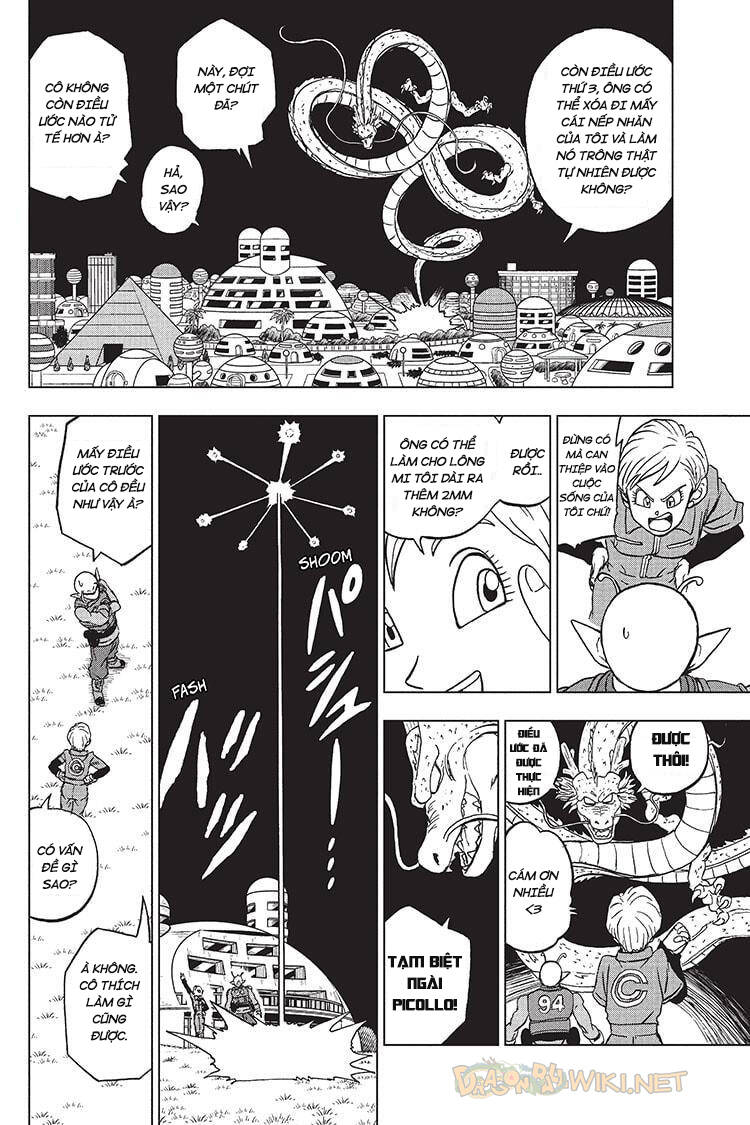 CÒN ĐIỀU ƯỚC
THỨ 3, ÔNG CÓ
THỂ XÓA ĐI MẤY
CÁI NẾP NHĂN
CỦA TÔI VÀ LÀM
NÓ TRÔNG THẬT
TỰ NHIÊN ĐƯỢC
KHÔNG?
NÀY, ĐỢI
MỘT CHÚT
ĐÃ?
HẢ,
SAO
VẬY?
CÔ KHÔNG
CÒN ĐIỀU
ƯỚC NÀO TỬ
TẾ HƠN À?
ĐỪNG CÓ
MÀ CAN
THIỆP VÀO
CUỘC
SỐNG CỦA
TÔI CHỨ!
ĐƯỢC
RỒI..
ÔNG CÓ THỂ
LÀM CHO LÔNG
MI TÔI DÀI RA
THÊM 2MM
KHÔNG?
ĐƯỢC
THÔI!
ĐIỀU
ƯỚC ĐÃ
ĐƯỢC
THỰC
HIỆN
CÁM ƠN
NHIỀU
<3
94
C
TẠM BIỆT
NGÀI
PICOLLO!
SHOOM
パシュー…
FASH
バッ
MẤY ĐIỀU
ƯỚC TRƯỚC
CỦA CÔ ĐỀU
NHƯ VẬY À?
C
CÓ VẤN
ĐỀ GÌ
SAO?
À KHÔNG.
CÔ THÍCH
LÀM GÌ
CŨNG
ĐƯỢC.
DRAGON BALL WIKI.NET